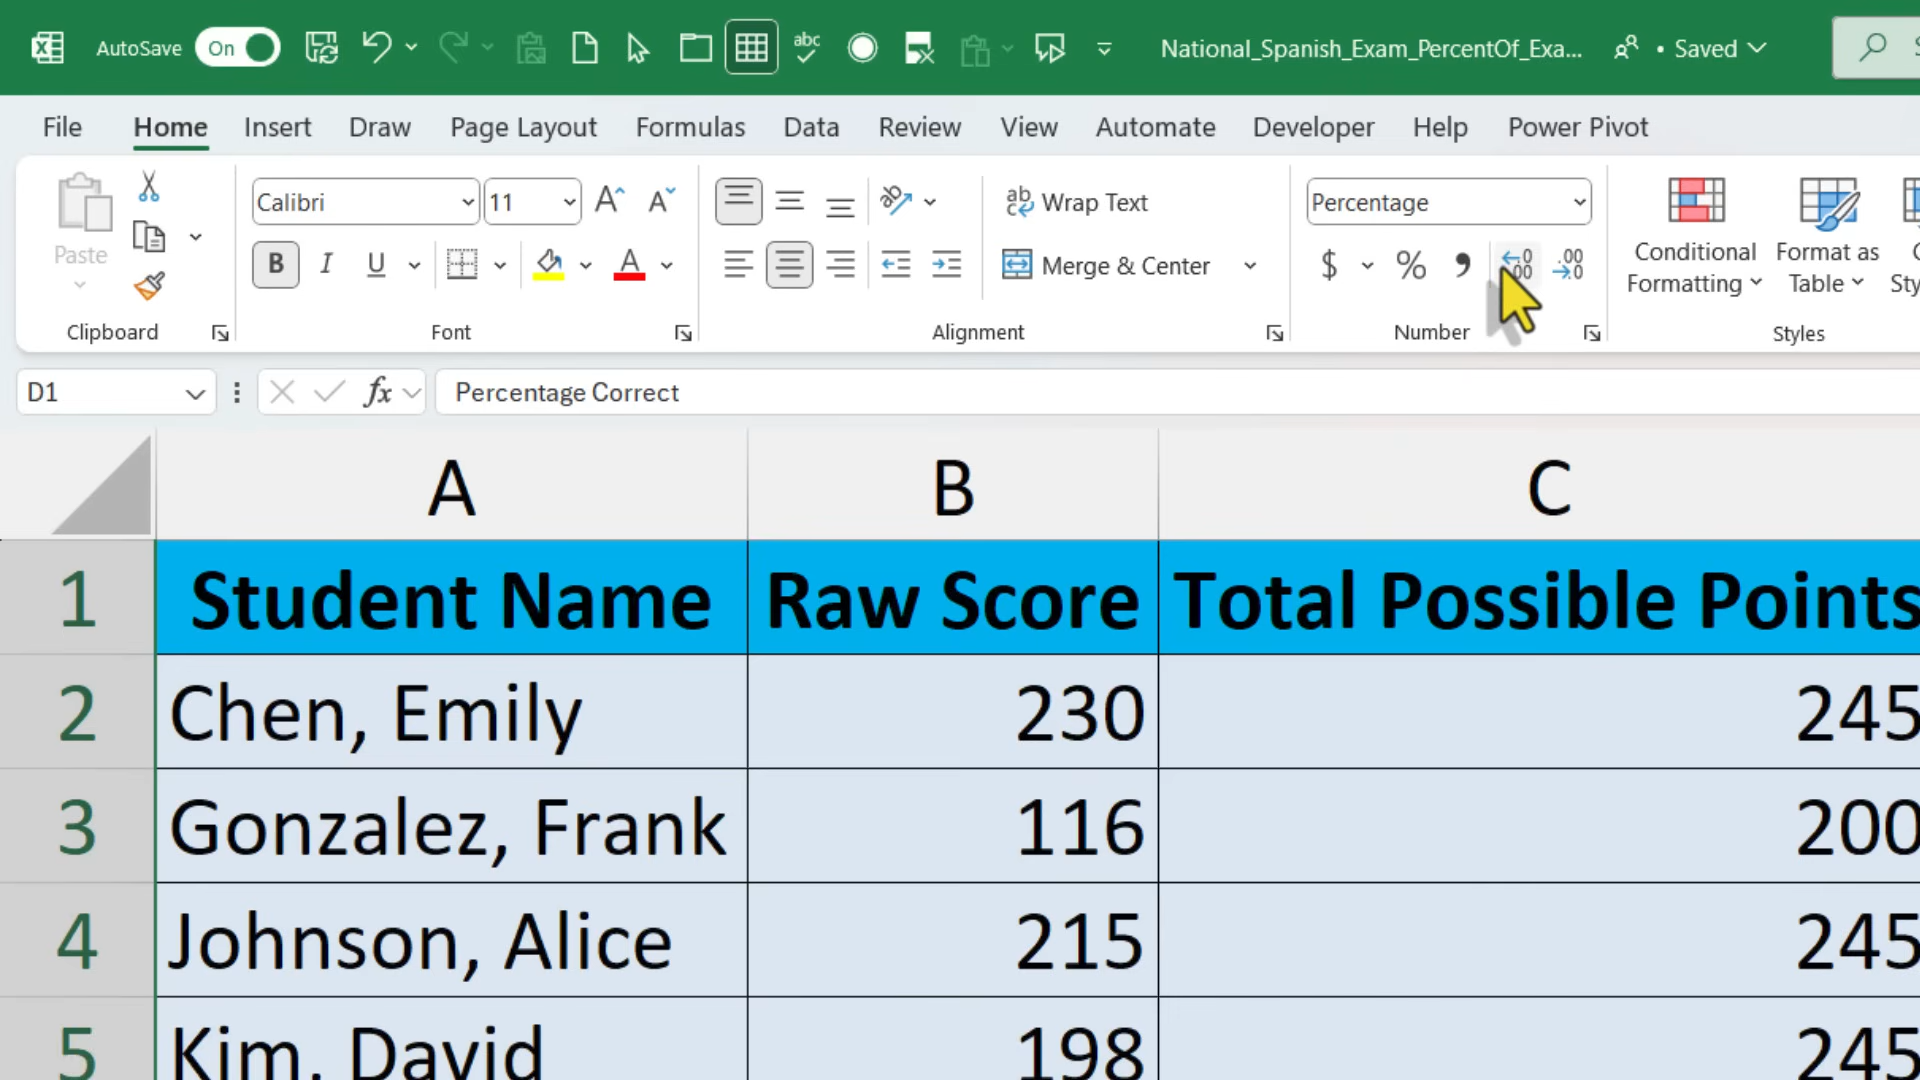 AutoSave On National_Spanish_Exam_PercentOf_Exa... • Saved
File Home Insert Draw Page Layout Formulas Data Review View Automate Developer Help Power Pivot
Paste
Calibri 11
Wrap Text
Merge & Center
Percentage
Conditional Formatting
Format as Table
Clipboard Font Alignment Number Styles
D1 fx Percentage Correct
A B C
1 Student Name Raw Score Total Possible Points
2 Chen, Emily 230 245
3 Gonzalez, Frank 116 200
4 Johnson, Alice 215 245
5 Kim, David 198 245